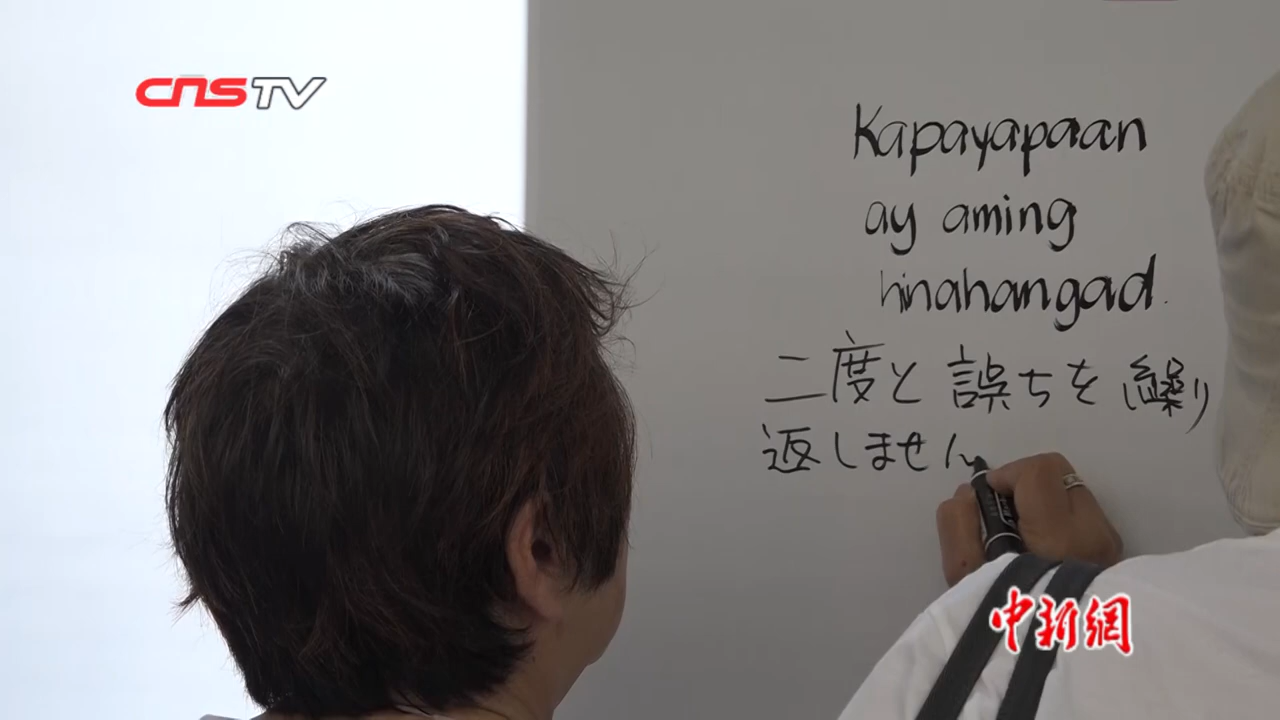 CNSTV
Kapayapaan
ay aming
hinahangad.
二度と誤ちを繰り
返しません
中新網